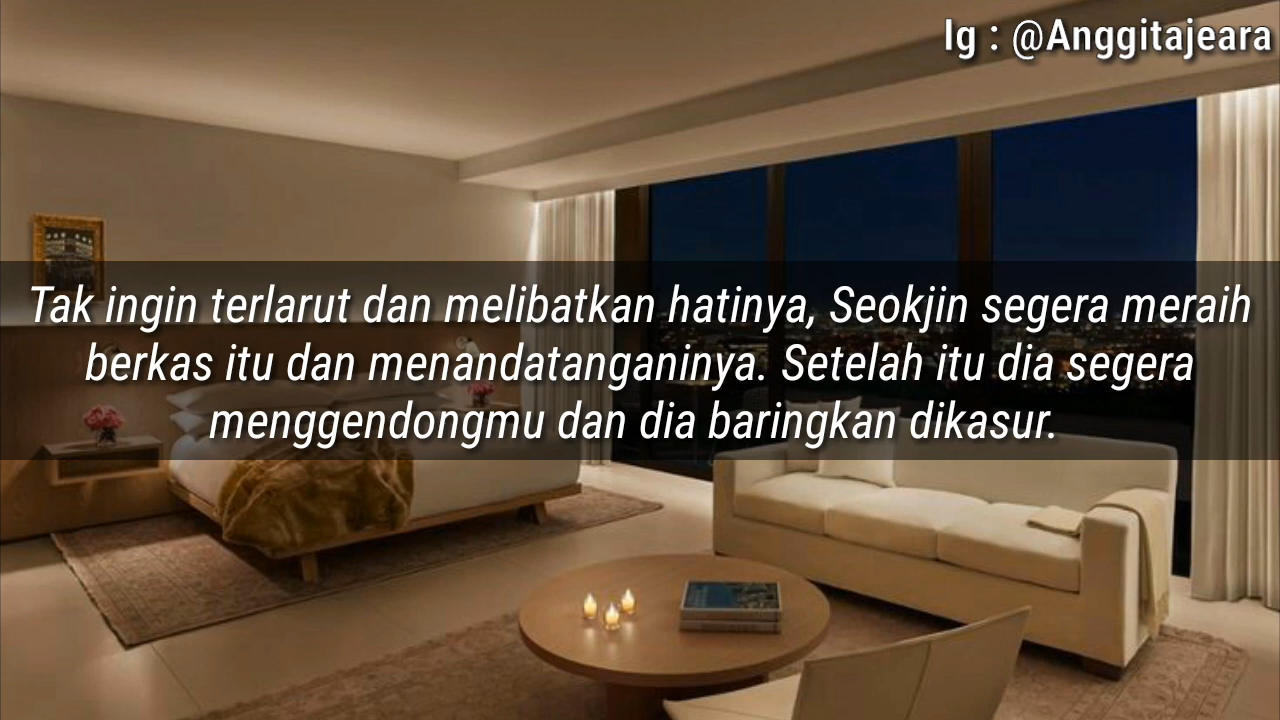 Ig : @Anggitajeara
Tak ingin terlarut dan melibatkan hatinya, Seokjin segera meraih
berkas itu dan menandatanganinya. Setelah itu dia segera
menggendongmu dan dia baringkan dikasur.